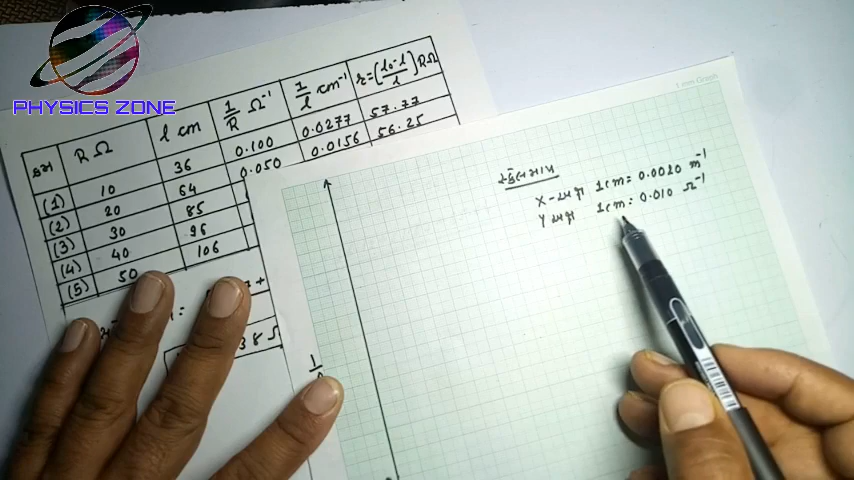 PHYSICS ZONE
ક્રમ R Ω l cm 1/R Ω⁻¹ 1/l cm⁻¹ r=(l₀-l/l)RΩ
(1) 10 36 0.100 0.0277 57.77
(2) 20 64 0.050 0.0156 56.25
(3) 30 85
(4) 40 96
(5) 50 106
1 mm Graph
સ્કેલમાપ
X-અક્ષ 1cm = 0.0020 m⁻¹
Y અક્ષ 1cm = 0.010 Ω⁻¹
38 Ω